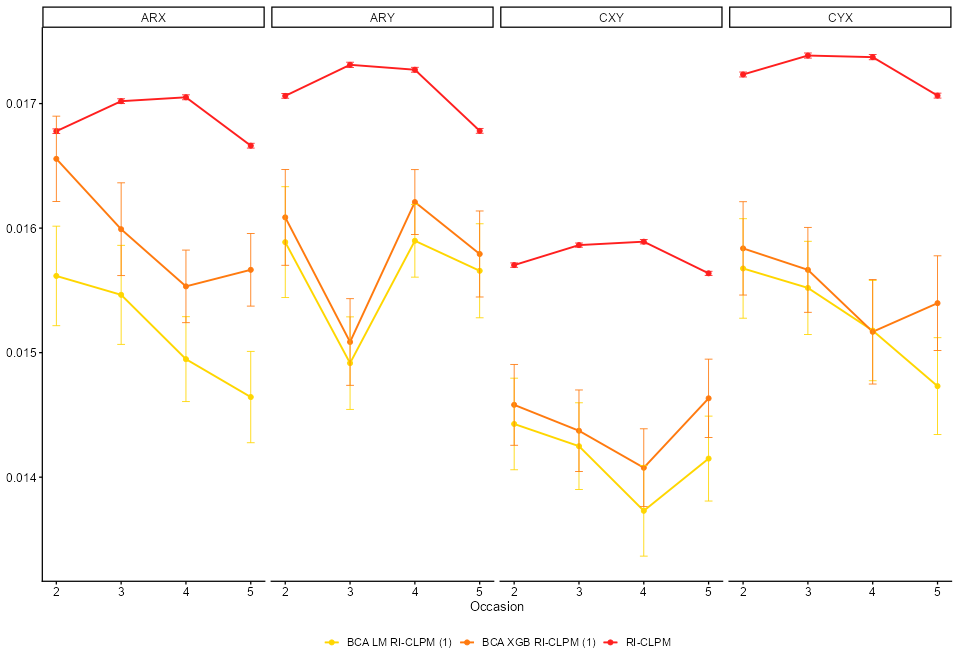 ARX ARY CXY CYX
0.017
0.016
0.015
0.014
2 3 4 5 2 3 4 5 2 3 4 5 2 3 4 5
Occasion
BCA LM RI-CLPM (1) BCA XGB RI-CLPM (1) RI-CLPM